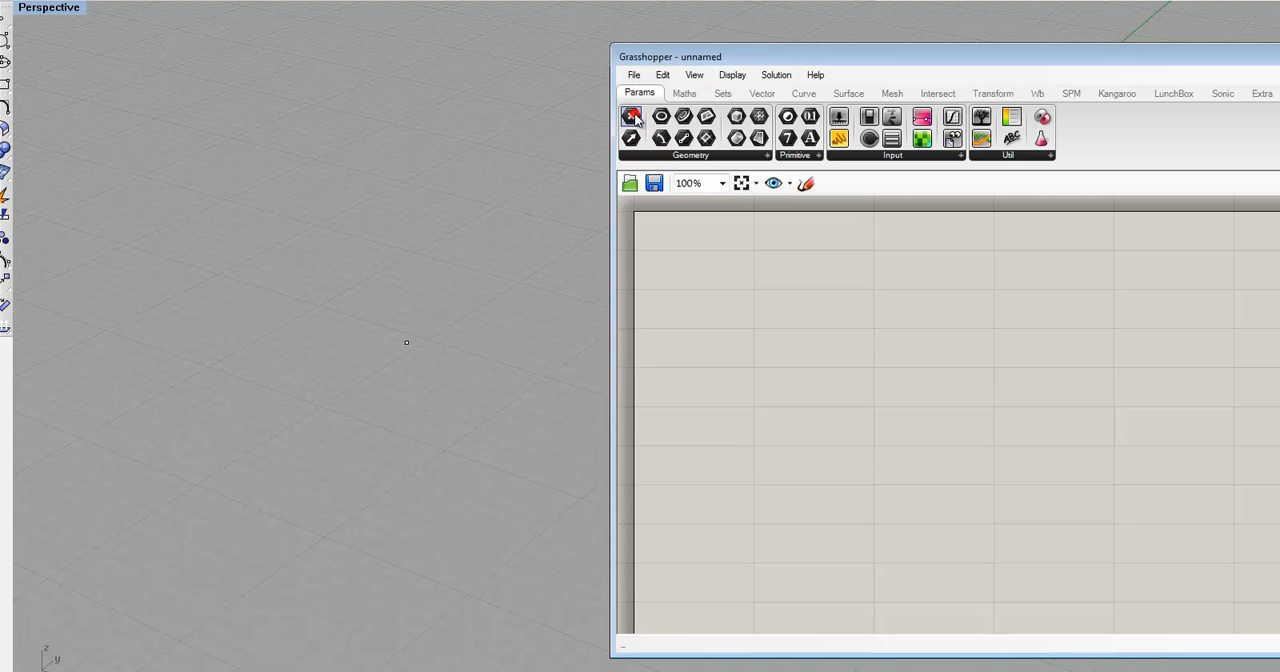 Perspective
Grasshopper - unnamed
File Edit View Display Solution Help
Params Maths Sets Vector Curve Surface Mesh Intersect Transform Wb SPM Kangaroo LunchBox Sonic Extra
Geometry + Primitive + Input + Util +
100%
z
y